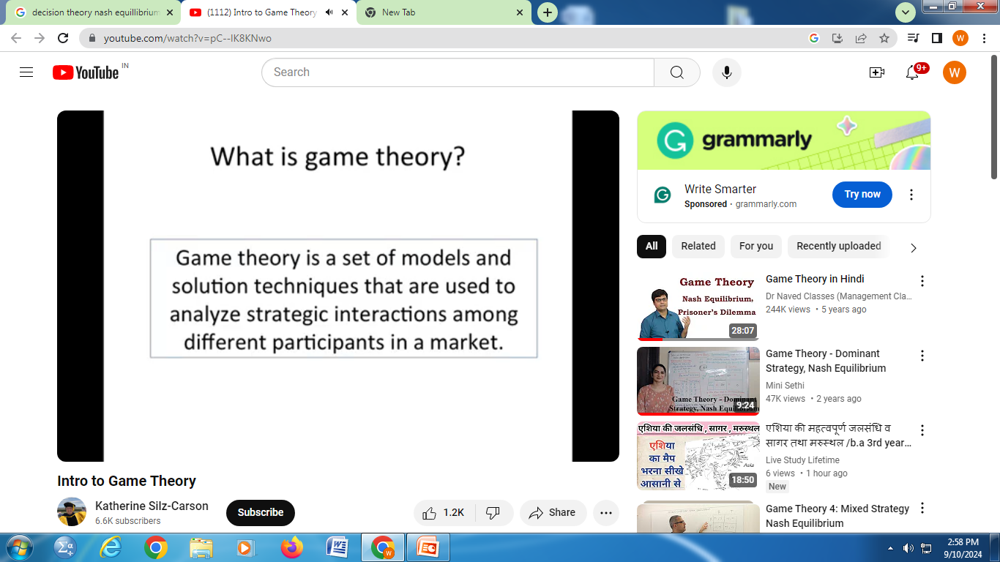 decision theory nash equillibrium
(1112) Intro to Game Theory
New Tab
youtube.com/watch?v=pC--IK8KNwo
W
YouTube IN
Search
9+
W
What is game theory?
Game theory is a set of models and
solution techniques that are used to
analyze strategic interactions among
different participants in a market.
Intro to Game Theory
Katherine Silz-Carson
6.6K subscribers
Subscribe
1.2K
Share
grammarly
Write Smarter
Sponsored · grammarly.com
Try now
All
Related
For you
Recently uploaded
Game Theory
Nash Equilibrium,
Prisoner's Dilemma
28:07
Game Theory in Hindi
Dr Naved Classes (Management Cla...
244K views • 5 years ago
Game Theory - Dominant
Strategy, Nash Equilibrium
9:24
Game Theory - Dominant
Strategy, Nash Equilibrium
Mini Sethi
47K views • 2 years ago
एशिया की जलसंधि , सागर , मरुस्थल
एशिया
का मैप
भरना सीखे
आसानी से
Asia
18:50
एशिया की महत्वपूर्ण जलसंधि व
सागर तथा मरुस्थल /b.a 3rd year...
Live Study Lifetime
6 views • 1 hour ago
New
Game Theory 4: Mixed Strategy
Nash Equilibrium
W
2:58 PM
9/10/2024